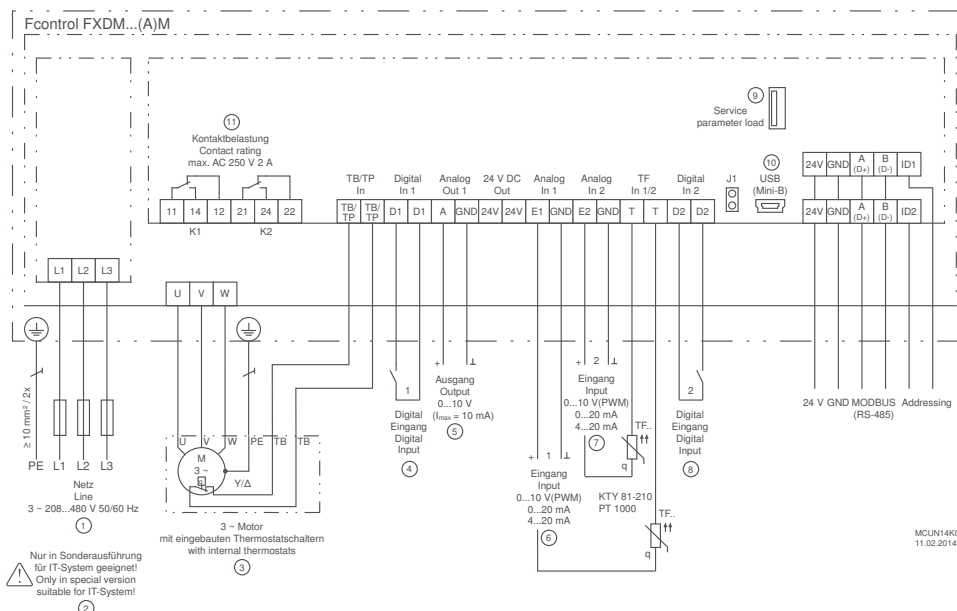 Fcontrol FXDM...(A)M
9
Service
parameter load
11
Kontaktbelastung
Contact rating
max. AC 250 V 2 A
10
USB
(Mini-B)
J1
24V GND A (D+) B (D-) ID1
TB/TP In
Digital In 1
Analog Out 1
24 V DC Out
Analog In 1
Analog In 2
TF In 1/2
Digital In 2
11 14 12 21 24 22
K1 K2
TB/TP TB/TP D1 D1 A GND 24V 24V E1 GND E2 GND T T D2 D2
24V GND A (D+) B (D-) ID2
L1 L2 L3
U V W
≥ 10 mm² / 2x
PE L1 L2 L3
Netz
Line
3 ~ 208...480 V 50/60 Hz
1
Nur in Sonderausführung
für IT-System geeignet!
Only in special version
suitable for IT-System!
2
U V W PE TB TB
M
3 ~
Y/Δ
3 ~ Motor
mit eingebauten Thermostatschaltern
with internal thermostats
3
1
Digital
Eingang
Digital
Input
4
+ ⊥
Ausgang
Output
0...10 V
(Imax = 10 mA)
5
+ 1 ⊥
Eingang
Input
0...10 V(PWM)
0...20 mA
4...20 mA
6
+ 2 ⊥
Eingang
Input
0...10 V(PWM)
0...20 mA
4...20 mA
7
TF..
q
KTY 81-210
PT 1000
TF..
q
2
Digital
Eingang
Digital
Input
8
24 V GND MODBUS Addressing
(RS-485)
MCUN14K0
11.02.2014